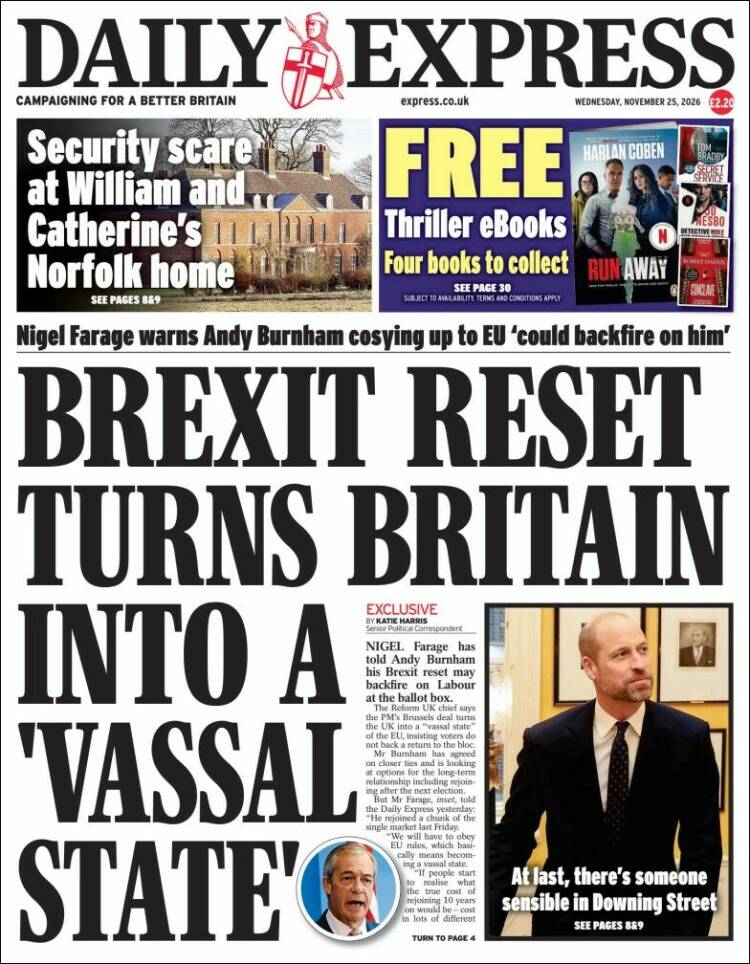 DAILY EXPRESS
CAMPAIGNING FOR A BETTER BRITAIN
express.co.uk
WEDNESDAY, NOVEMBER 25, 2026
£2.20
Security scare
at William and
Catherine's
Norfolk home
SEE PAGES 8&9
FREE
Thriller eBooks
Four books to collect
SEE PAGE 30
SUBJECT TO AVAILABILITY. TERMS AND CONDITIONS APPLY
HARLAN COBEN
N
RUN AWAY
TOM
BRADBY
SECRET
SERVICE
NESBO
DETECTIVE HOLE
ROBERT HARRIS
CONCLAVE
Nigel Farage warns Andy Burnham cosying up to EU 'could backfire on him'
BREXIT RESET
TURNS BRITAIN
INTO A
'VASSAL
STATE'
EXCLUSIVE
BY KATIE HARRIS
Senior Political Correspondent
NIGEL Farage has
told Andy Burnham
his Brexit reset may
backfire on Labour
at the ballot box.
The Reform UK chief says
the PM's Brussels deal turns
the UK into a "vassal state"
of the EU, insisting voters do
not back a return to the bloc.
Mr Burnham has agreed
on closer ties and is looking
at options for the long-term
relationship including rejoin-
ing after the next election.
But Mr Farage, inset, told
the Daily Express yesterday:
"He rejoined a chunk of the
single market last Friday.
"We will have to obey
EU rules, which basi-
cally means becom-
ing a vassal state.
"If people start
to realise what
the true cost of
rejoining 10 years
on would be – cost
in lots of different
TURN TO PAGE 4
At last, there's someone
sensible in Downing Street
SEE PAGES 8&9